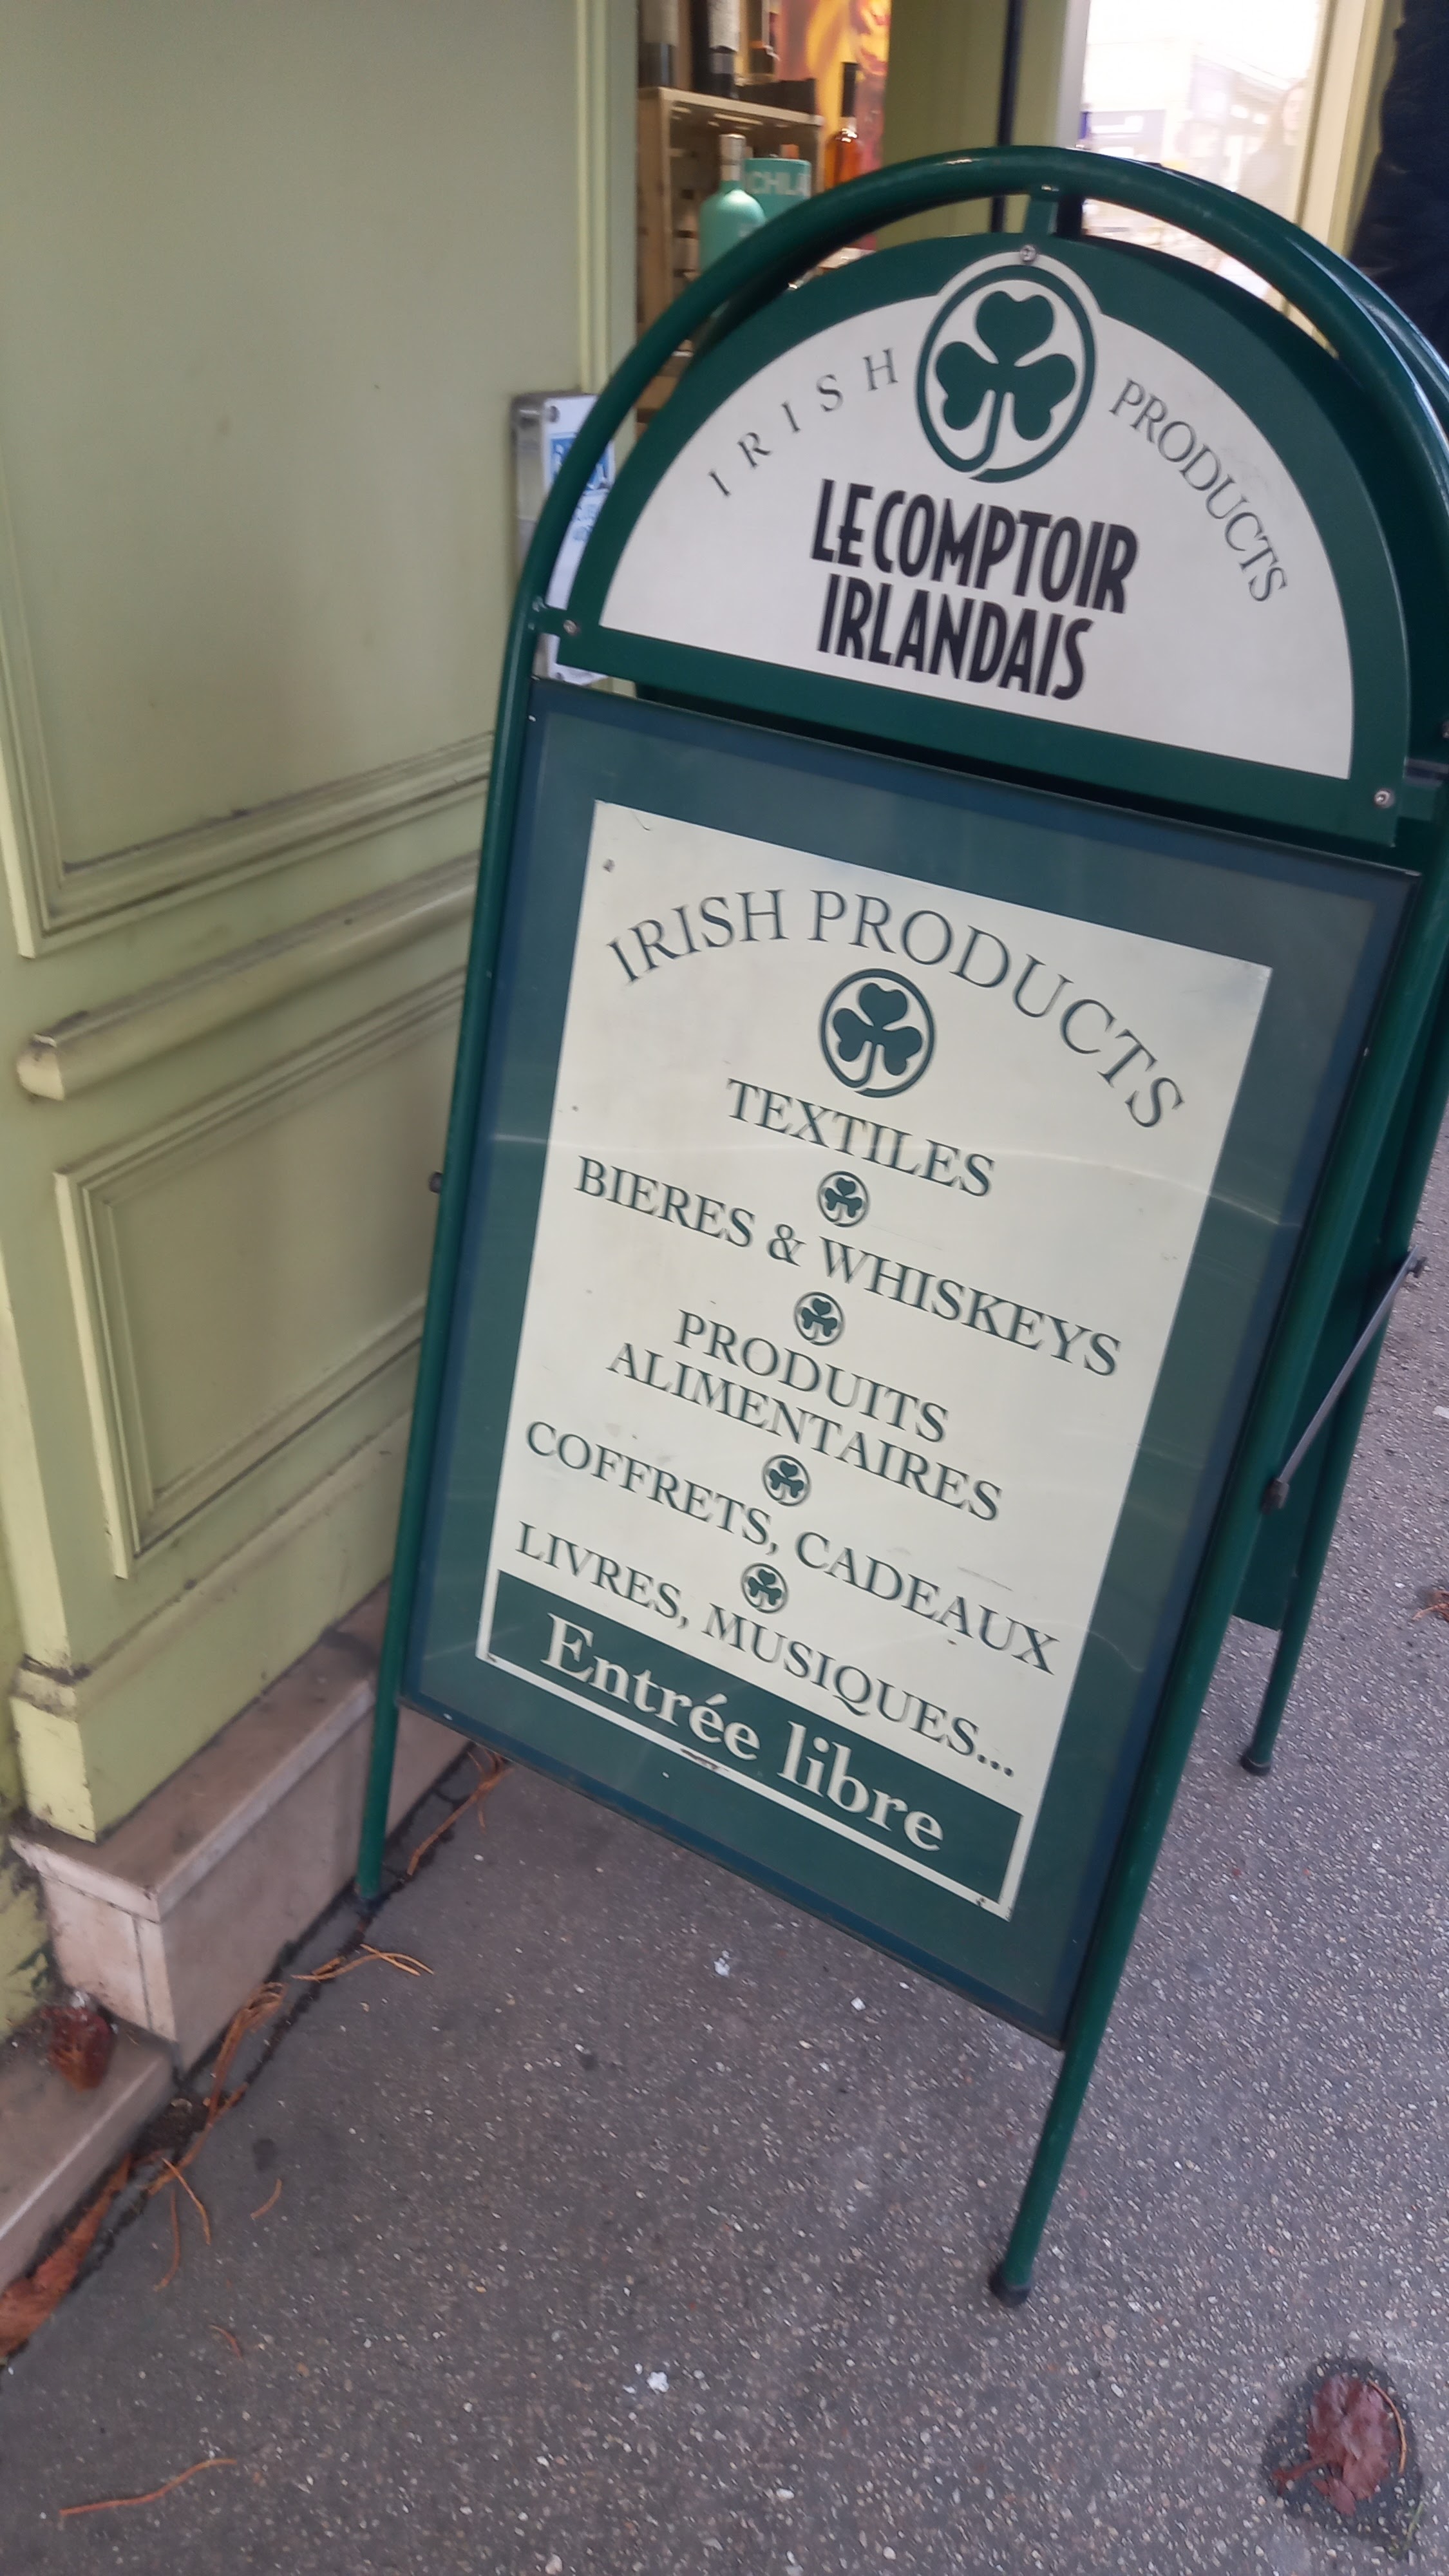 IRISH PRODUCTS
LE COMPTOIR
IRLANDAIS
IRISH PRODUCTS
TEXTILES
BIERES & WHISKEYS
PRODUITS
ALIMENTAIRES
COFFRETS, CADEAUX
LIVRES, MUSIQUES...
Entrée libre